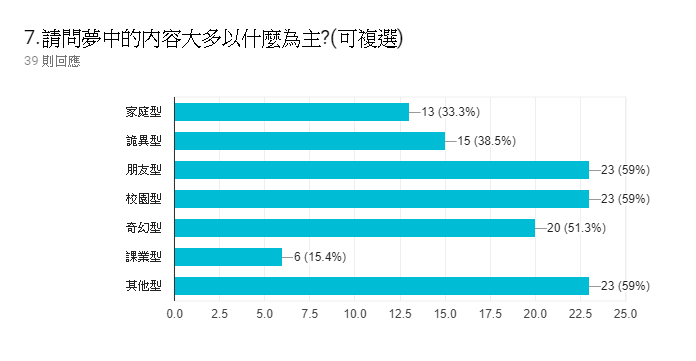 7.請問夢中的內容大多以什麼為主?(可複選)
39 則回應
家庭型 13 (33.3%)
詭異型 15 (38.5%)
朋友型 23 (59%)
校園型 23 (59%)
奇幻型 20 (51.3%)
課業型 6 (15.4%)
其他型 23 (59%)
0.0 2.5 5.0 7.5 10.0 12.5 15.0 17.5 20.0 22.5 25.0